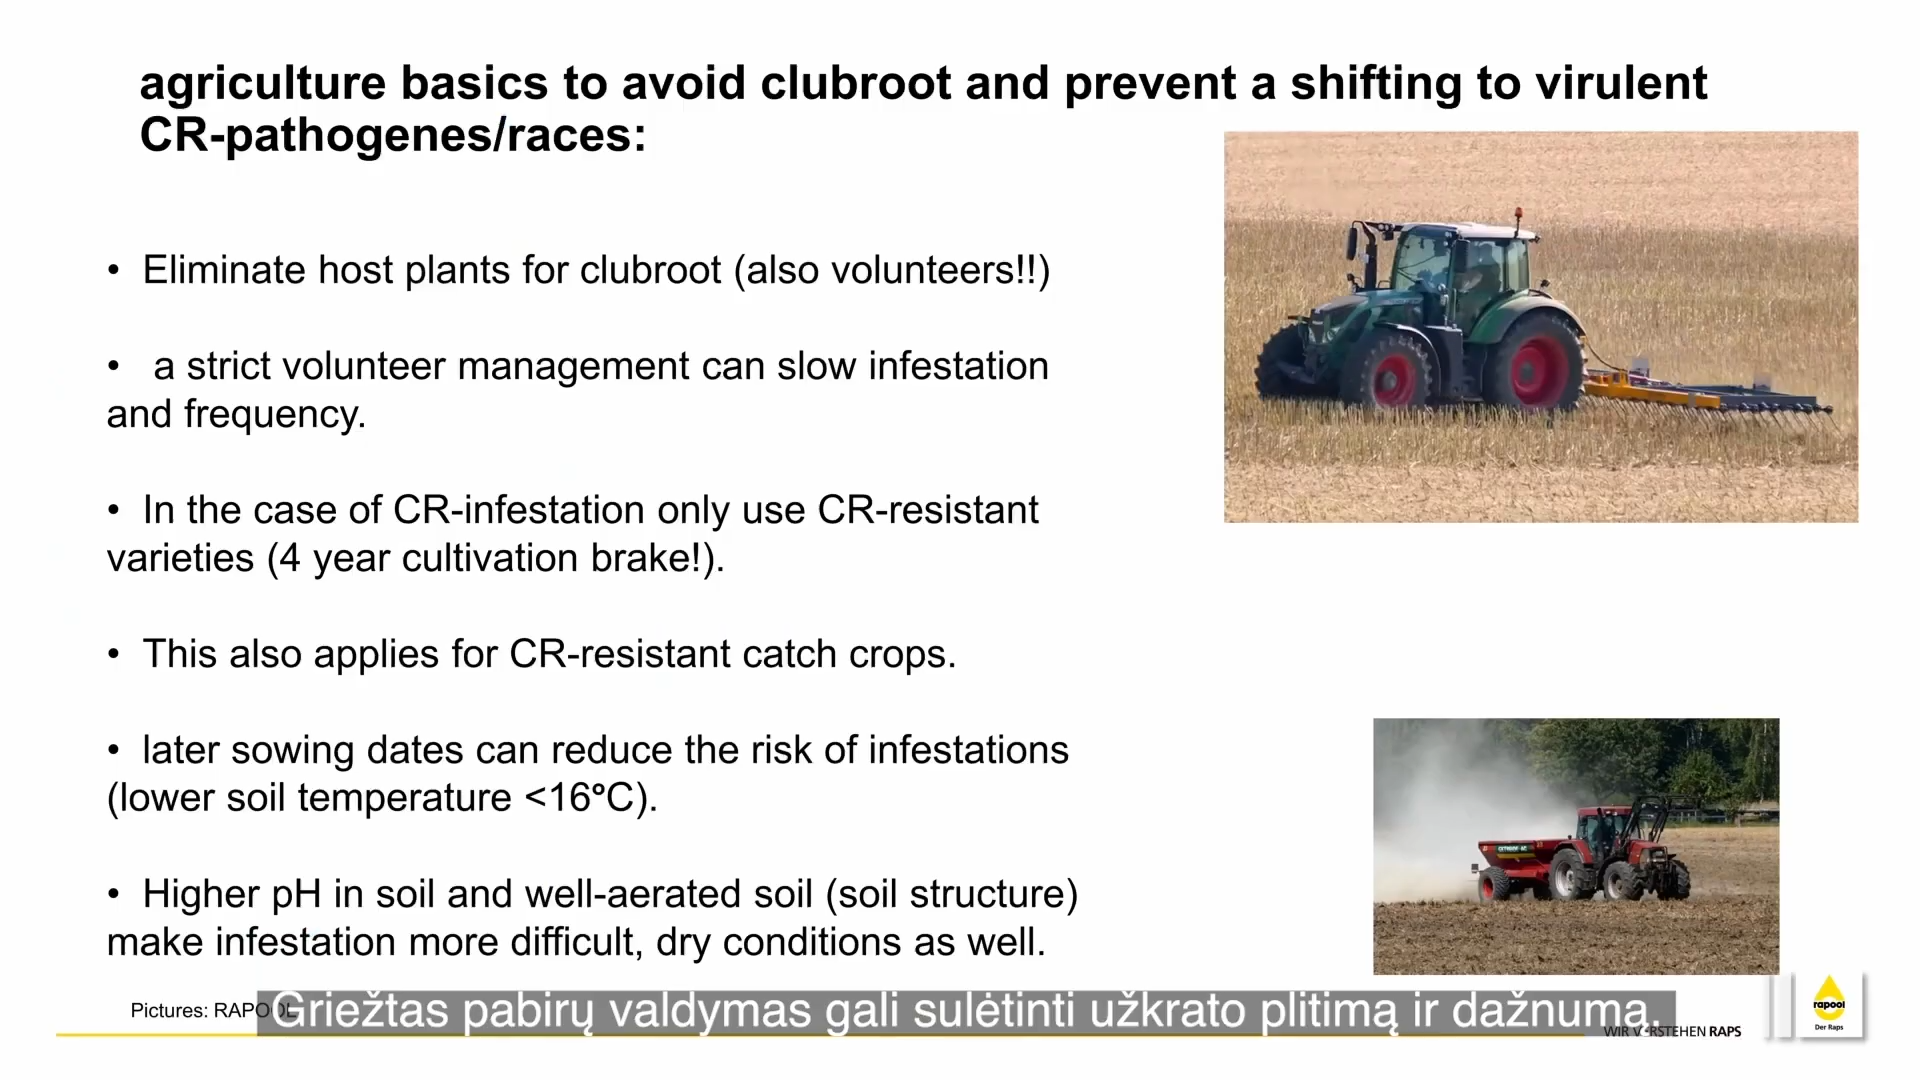 agriculture basics to avoid clubroot and prevent a shifting to virulent
CR-pathogenes/races:
• Eliminate host plants for clubroot (also volunteers!!)
• a strict volunteer management can slow infestation
and frequency.
• In the case of CR-infestation only use CR-resistant
varieties (4 year cultivation brake!).
• This also applies for CR-resistant catch crops.
• later sowing dates can reduce the risk of infestations
(lower soil temperature <16°C).
• Higher pH in soil and well-aerated soil (soil structure)
make infestation more difficult, dry conditions as well.
Pictures: RAPOOL
Griežtas pabirų valdymas gali sulėtinti užkrato plitimą ir dažnumą.
WIR VERSTEHEN RAPS
rapool
Der Raps